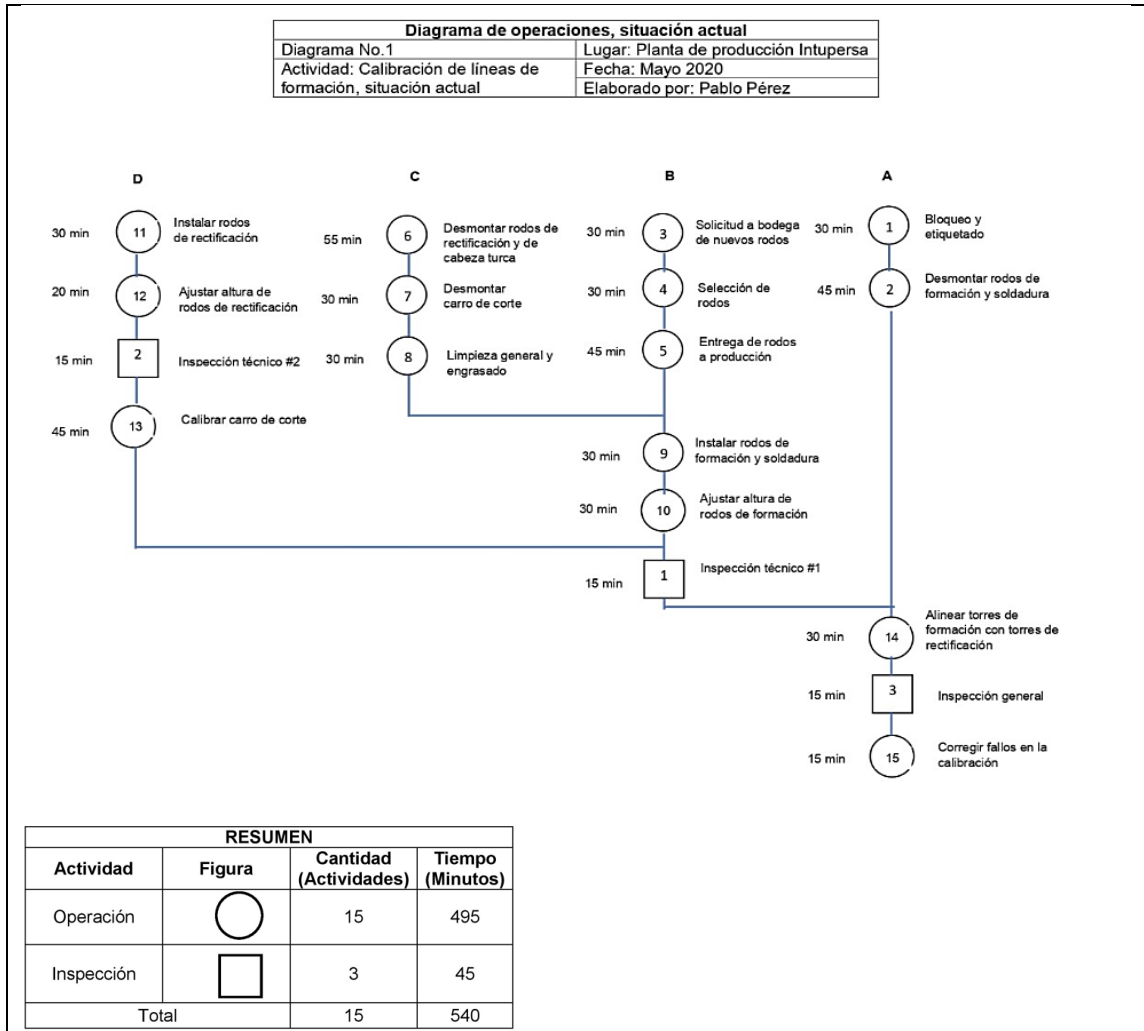 Diagrama de operaciones, situación actual
Diagrama No.1
Lugar: Planta de producción Intupersa
Actividad: Calibración de líneas de
formación, situación actual
Fecha: Mayo 2020
Elaborado por: Pablo Pérez
D
C
B
A
30 min
11
Instalar rodos
de rectificación
20 min
12
Ajustar altura de
rodos de rectificación
15 min
2
Inspección técnico #2
45 min
13
Calibrar carro de corte
55 min
6
Desmontar rodos de
rectificación y de
cabeza turca
30 min
7
Desmontar
carro de corte
30 min
8
Limpieza general y
engrasado
30 min
3
Solicitud a bodega
de nuevos rodos
30 min
4
Selección de
rodos
45 min
5
Entrega de rodos
a producción
30 min
9
Instalar rodos de
formación y soldadura
30 min
10
Ajustar altura de
rodos de formación
15 min
1
Inspección técnico #1
30 min
1
Bloqueo y
etiquetado
45 min
2
Desmontar rodos de
formación y soldadura
30 min
14
Alinear torres de
formación con torres de
rectificación
15 min
3
Inspección general
15 min
15
Corregir fallos en la
calibración
RESUMEN
Actividad
Figura
Cantidad
(Actividades)
Tiempo
(Minutos)
Operación
15
495
Inspección
3
45
Total
15
540